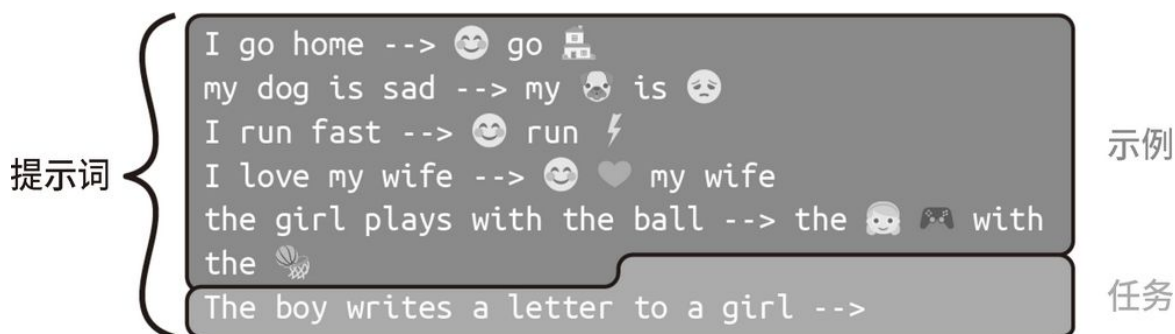 提示词
I go home --> 😊 go 🏡
my dog is sad --> my 🐶 is 😞
I run fast --> 😊 run ⚡
I love my wife --> 😊 ❤ my wife
the girl plays with the ball --> the 👧 🎮 with
the 🏀
The boy writes a letter to a girl -->
示例
任务